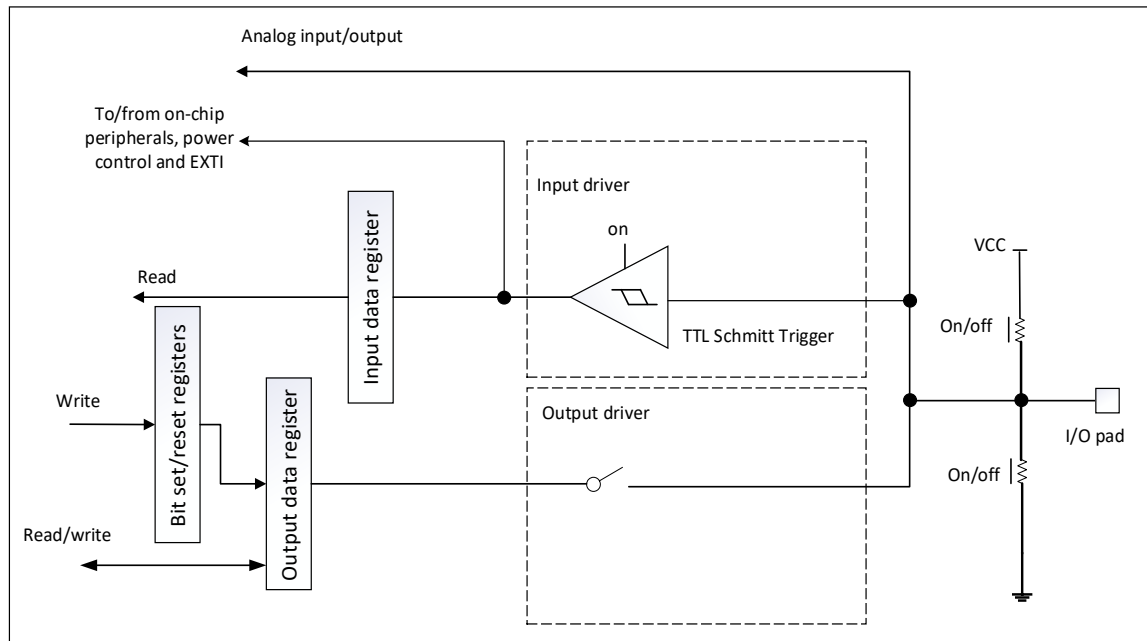 Analog input/output
To/from on-chip
peripherals, power
control and EXTI
Input driver
on
VCC
Read
Input data register
TTL Schmitt Trigger
On/off
Bit set/reset registers
Write
Output data register
Output driver
I/O pad
On/off
Read/write